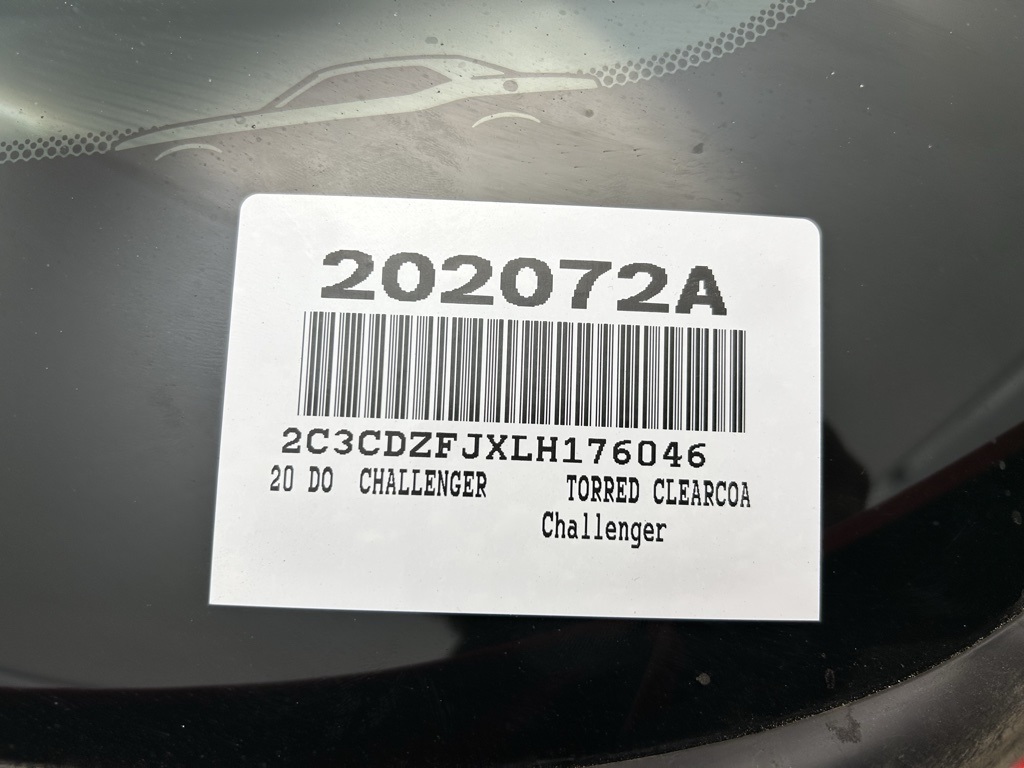 202072A
2C3CDZFJXLH176046
20 DO CHALLENGER TORRED CLEARCOA
Challenger